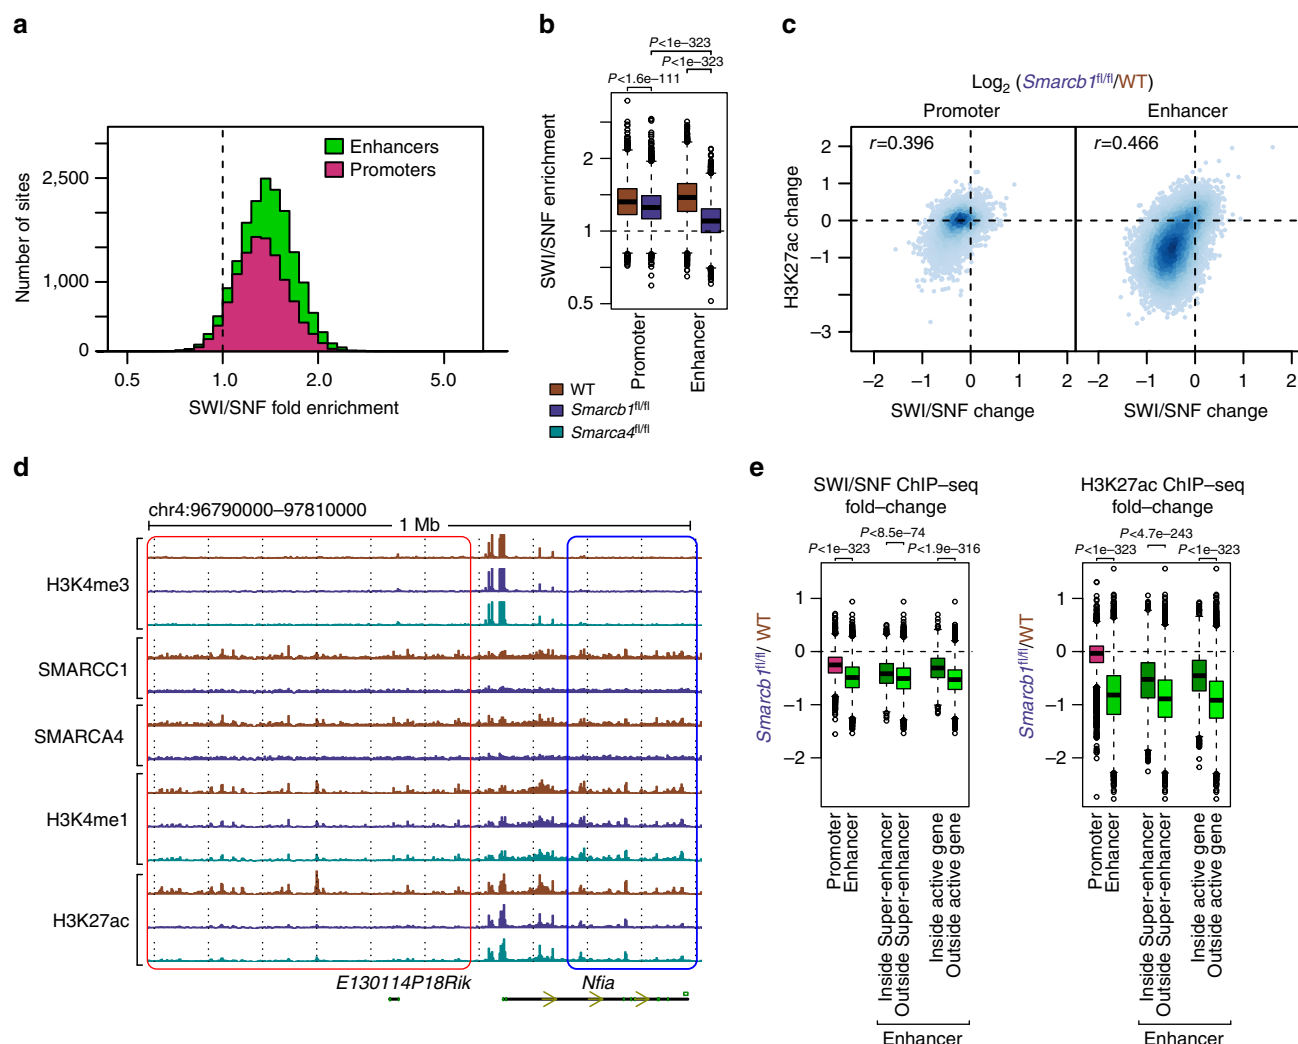 a
Enhancers
Promoters
Number of sites
2,500
1,000
0
0.5
1.0
2.0
5.0
SWI/SNF fold enrichment
b
P<1e–323
P<1e–323
P<1.6e–111
SWI/SNF enrichment
2
1
0.5
Promoter
Enhancer
WT
Smarcb1fl/fl
Smarca4fl/fl
c
Log2 (Smarcb1fl/fl/WT)
Promoter
Enhancer
r=0.396
r=0.466
H3K27ac change
2
1
0
–1
–3
–2
–1
0
1
2
–2
–1
0
1
2
SWI/SNF change
SWI/SNF change
d
chr4:96790000–97810000
1 Mb
H3K4me3
SMARCC1
SMARCA4
H3K4me1
H3K27ac
E130114P18Rik
Nfia
e
SWI/SNF ChIP–seq
fold–change
P<8.5e–74
P<1e–323
P<1.9e–316
Smarcb1fl/fl/ WT
1
0
–1
–2
Promoter
Enhancer
Inside Super-enhancer
Outside Super-enhancer
Inside active gene
Outside active gene
Enhancer
H3K27ac ChIP–seq
fold–change
P<4.7e–243
P<1e–323
P<1e–323
Smarcb1fl/fl/WT
1
0
–1
–2
Promoter
Enhancer
Inside Super-enhancer
Outside Super-enhancer
Inside active gene
Outside active gene
Enhancer